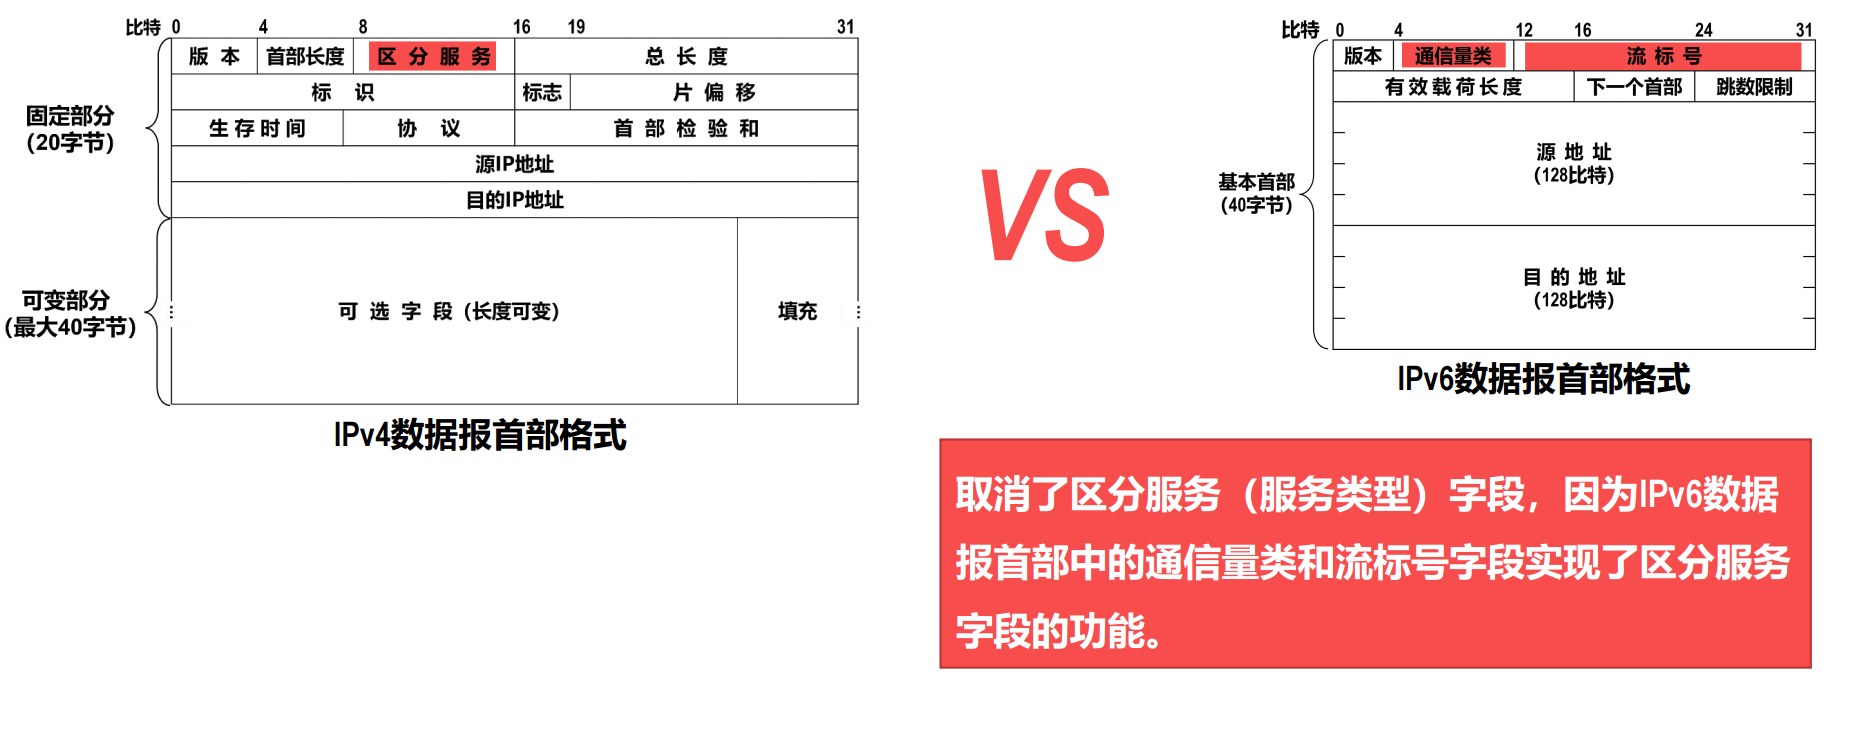 比特 0 4 8 16 19 31
版 本 首部长度 区 分 服 务 总 长 度
标 识 标志 片 偏 移
生 存 时 间 协 议 首 部 检 验 和
源IP地址
目的IP地址
固定部分
(20字节)
可 选 字 段 (长度可变) 填充
可变部分
(最大40字节)
IPv4数据报首部格式
VS
比特 0 4 12 16 24 31
版本 通信量类 流 标 号
有 效 载 荷 长 度 下一个首部 跳数限制
源 地 址
(128比特)
基本首部
(40字节)
目 的 地 址
(128比特)
IPv6数据报首部格式
取消了区分服务（服务类型）字段，因为IPv6数据
报首部中的通信量类和流标号字段实现了区分服务
字段的功能。